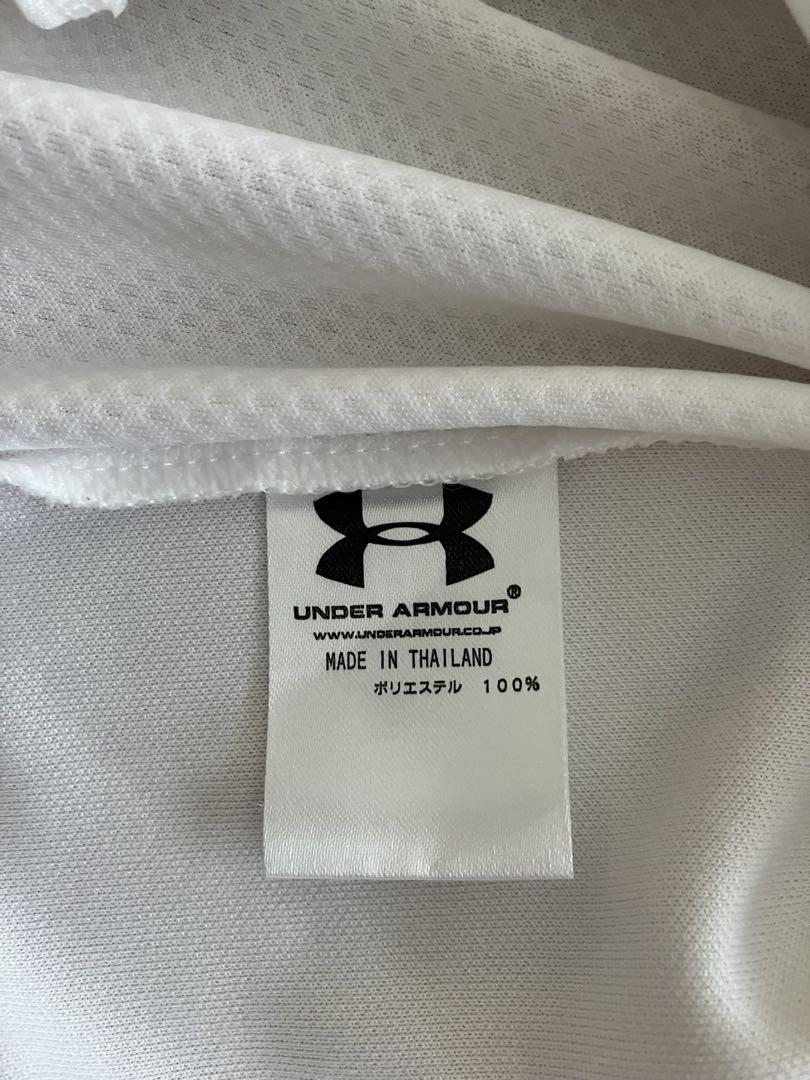 UNDER ARMOUR®
WWW.UNDERARMOUR.CO.JP
MADE IN THAILAND
ポリエステル 100%